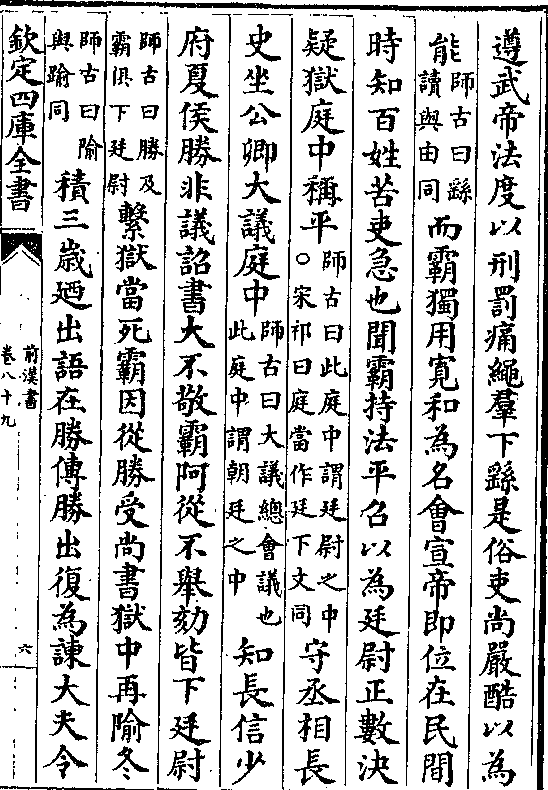 遵武帝法度以刑罰痛繩羣下繇是俗吏尚嚴酷以為
能師古曰繇讀與由同而霸獨用寬和為名會宣帝即位在民間
時知百姓苦吏急也聞霸持法平召以為廷尉正數決
疑獄庭中稱平師古曰此庭中謂廷尉之中○宋祁曰庭當作廷下文同守丞相長
史坐公卿大議庭中師古曰大議總會議也此庭中謂朝廷之中知長信少
府夏侯勝非議詔書大不敬霸阿從不舉劾皆下廷尉
師古曰勝及霸俱下廷尉繫獄當死霸因從勝受尚書獄中再隃冬
師古曰隃與踰同積三歲廼出語在勝傳勝出復為諫大夫令
欽定四庫全書
前漢書
卷八十九
六